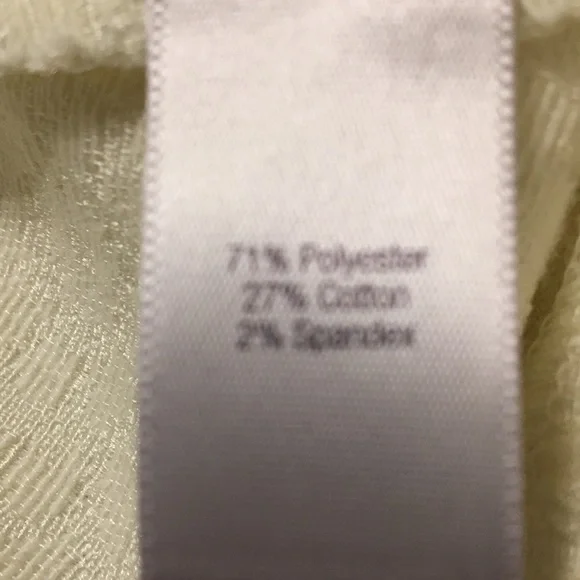 71% Polyester
27% Cotton
2% Spandex